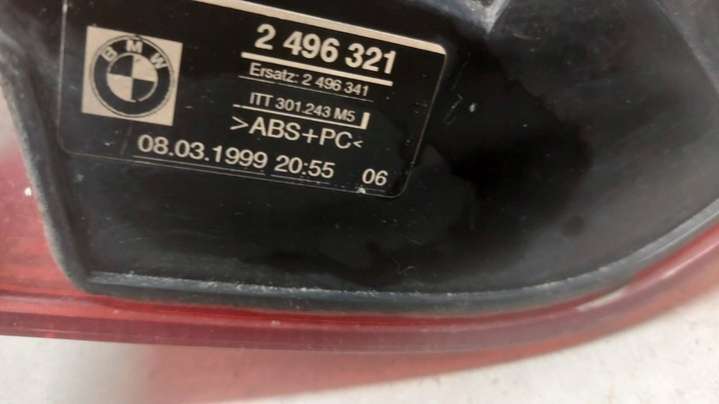 BMW
2 496 321
Ersatz: 2 496 341
ITT 301.243 M5
>ABS+PC<
08.03.1999 20:55 06